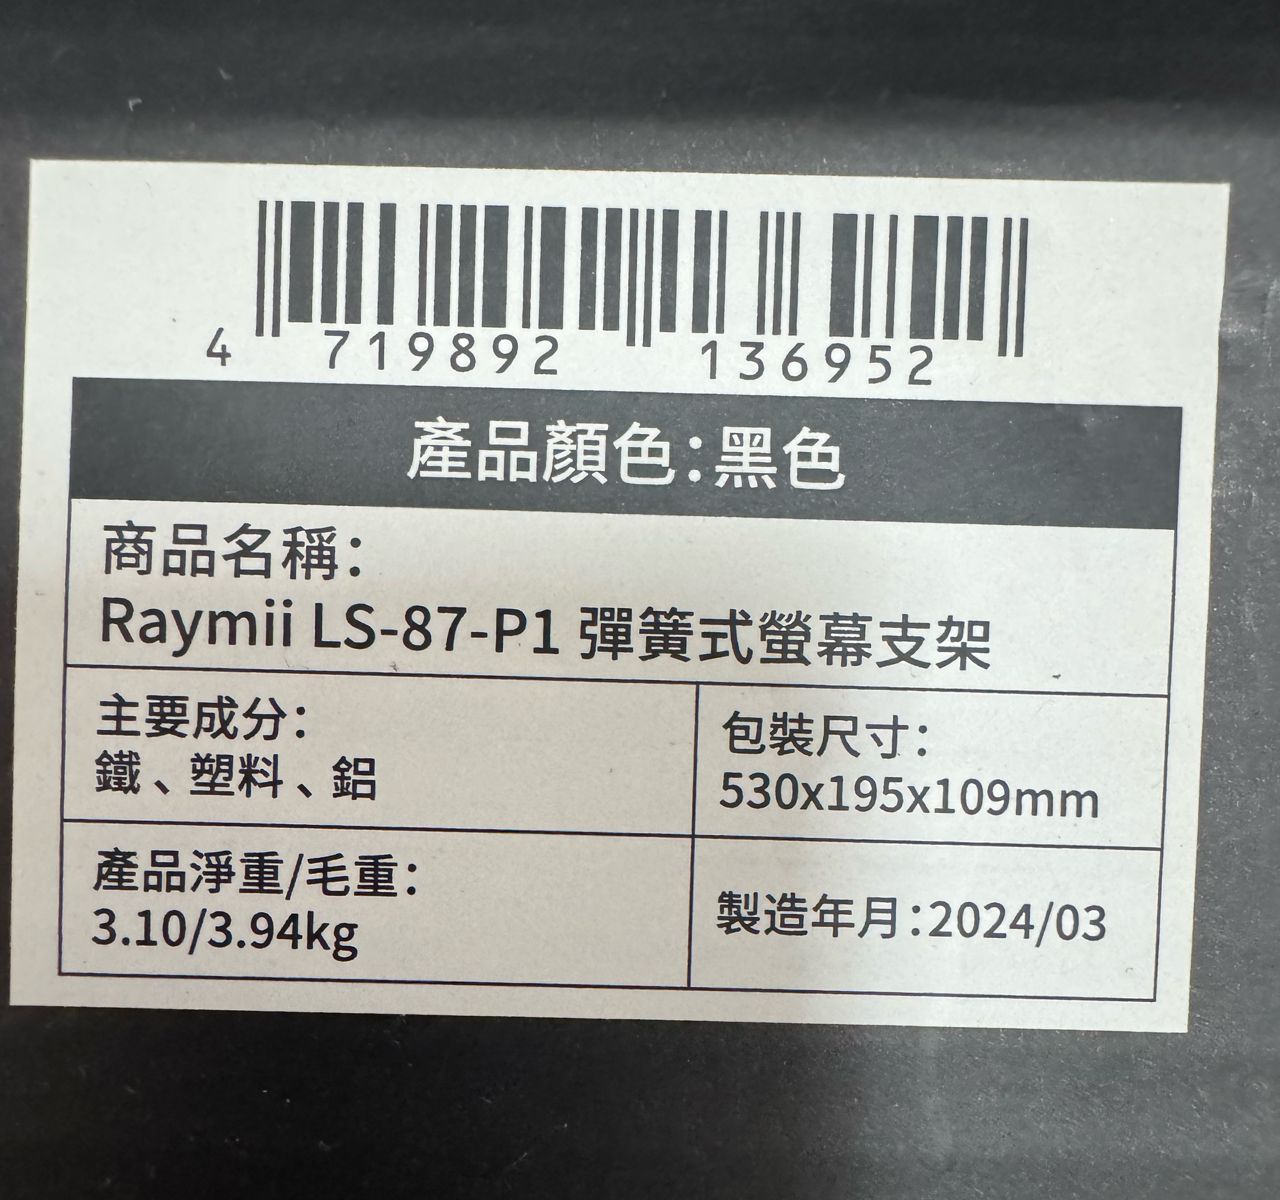 4 719892 136952
產品顏色：黑色
商品名稱：
Raymii LS-87-P1 彈簧式螢幕支架
主要成分：
鐵、塑料、鋁
包裝尺寸：
530x195x109mm
產品淨重/毛重：
3.10/3.94kg
製造年月：2024/03